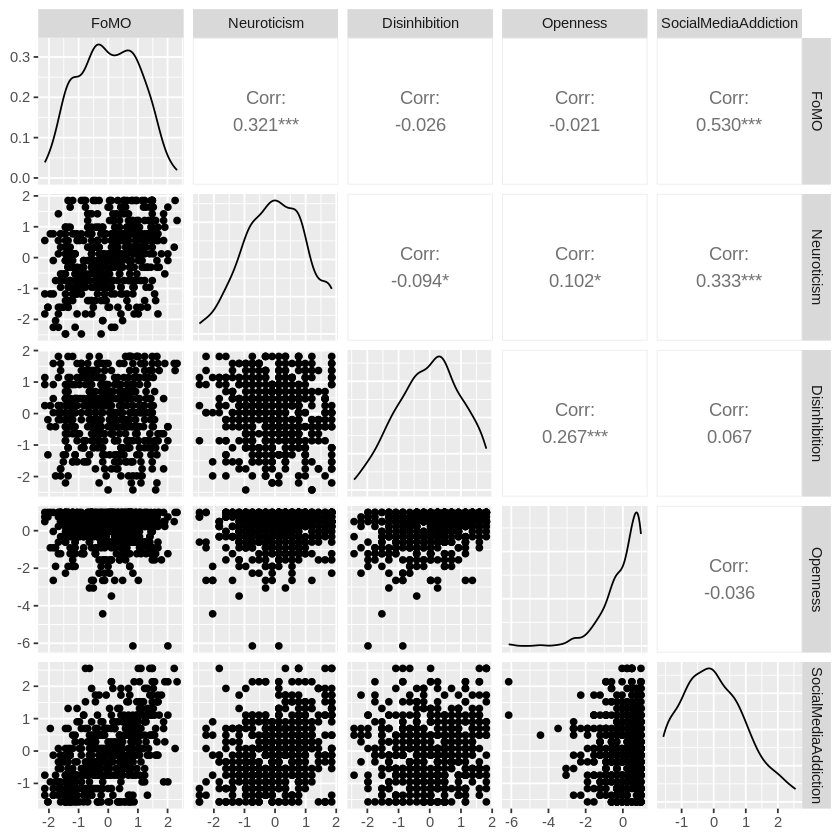 FoMO Neuroticism Disinhibition Openness SocialMediaAddiction
0.3
0.2
0.1
0.0
Corr:
0.321***
Corr:
-0.026
Corr:
-0.021
Corr:
0.530***
FoMO
2
1
0
-1
-2
Corr:
-0.094*
Corr:
0.102*
Corr:
0.333***
Neuroticism
2
1
0
-1
-2
Corr:
0.267***
Corr:
0.067
Disinhibition
0
-2
-4
-6
Corr:
-0.036
Openness
2
1
0
-1
SocialMediaAddiction
-2 -1 0 1 2 -2 -1 0 1 2 -2 -1 0 1 2 -6 -4 -2 0 -1 0 1 2